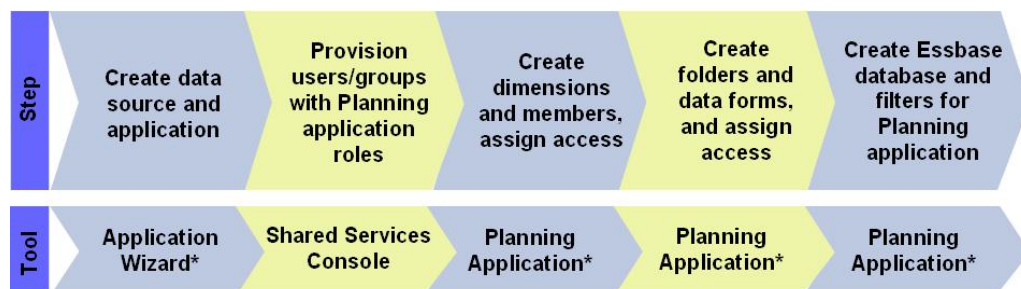 Step
Create data
source and
application
Provision
users/groups
with Planning
application
roles
Create
dimensions
and members,
assign access
Create
folders and
data forms,
and assign
access
Create Essbase
database and
filters for
Planning
application
Tool
Application
Wizard*
Shared Services
Console
Planning
Application*
Planning
Application*
Planning
Application*